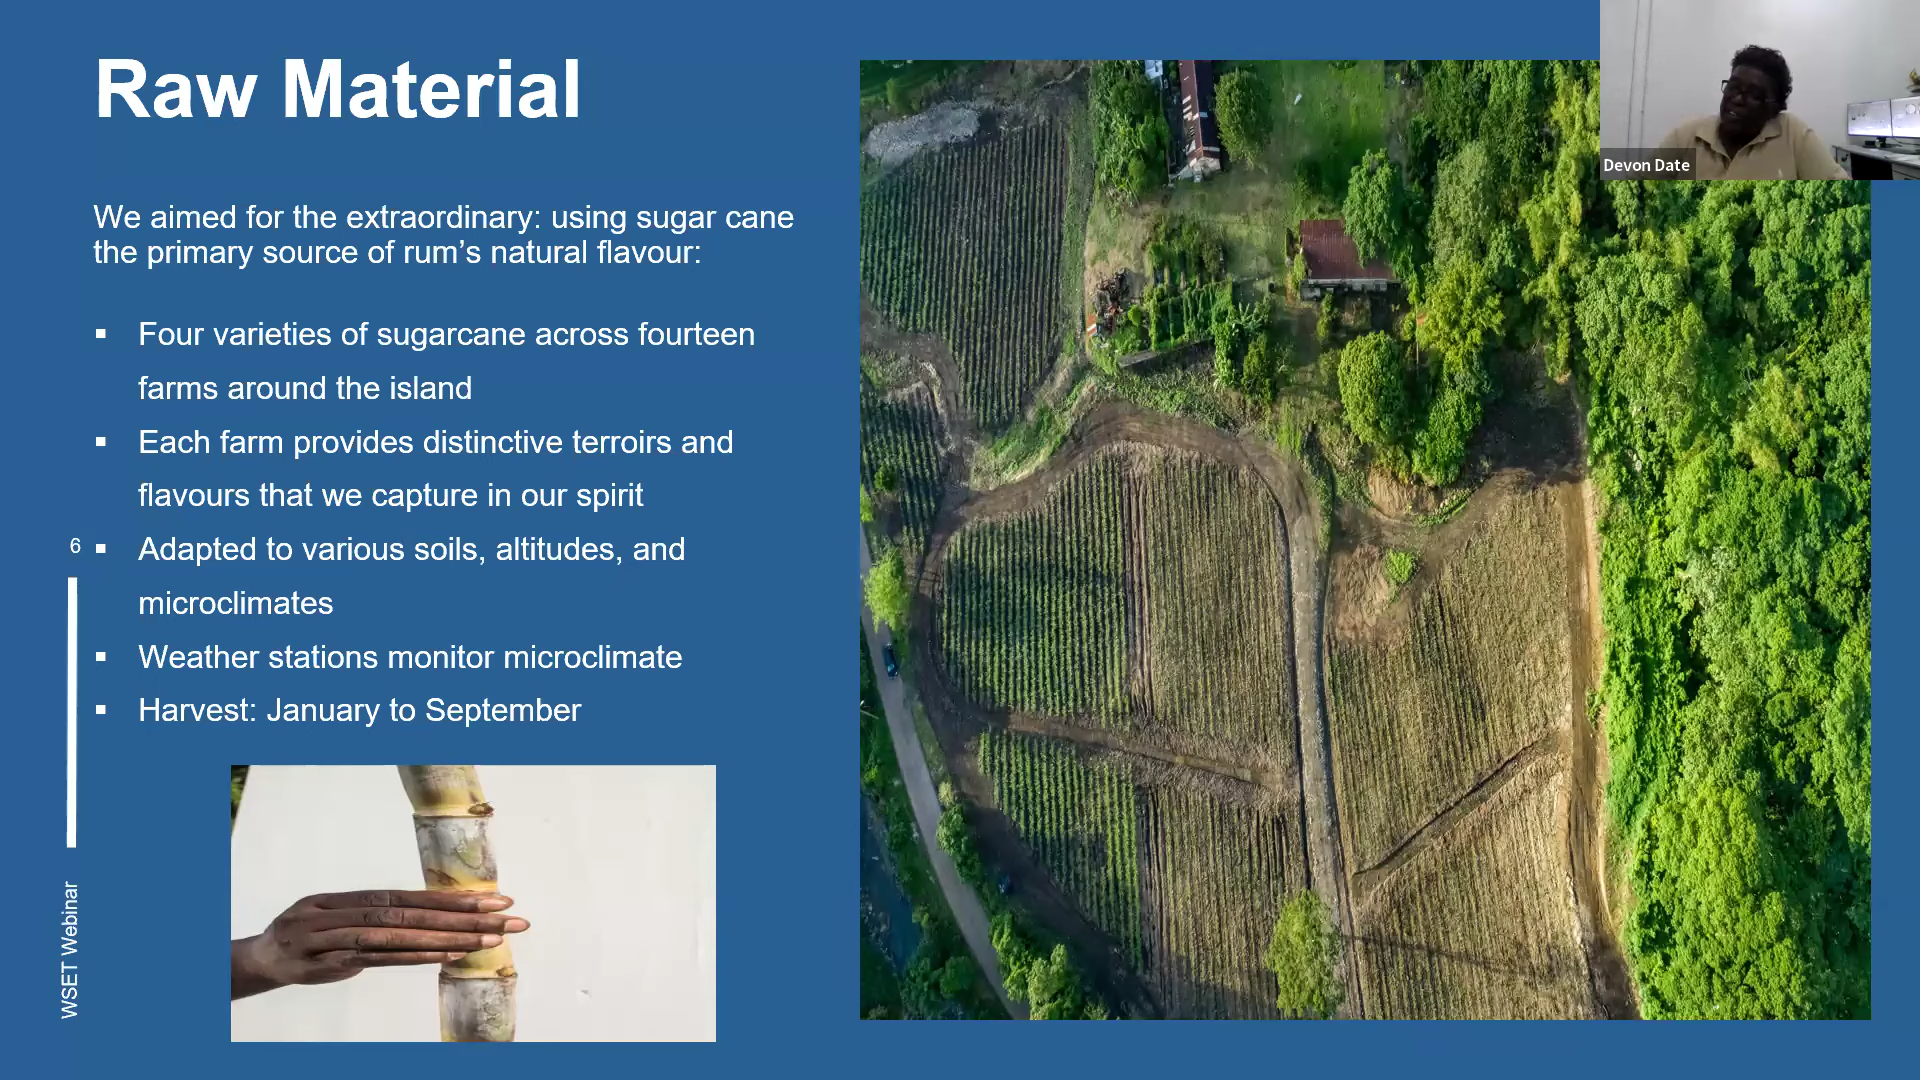 Raw Material
We aimed for the extraordinary: using sugar cane
the primary source of rum’s natural flavour:
▪ Four varieties of sugarcane across fourteen
farms around the island
▪ Each farm provides distinctive terroirs and
flavours that we capture in our spirit
▪ Adapted to various soils, altitudes, and
microclimates
▪ Weather stations monitor microclimate
▪ Harvest: January to September
6
WSET Webinar
Devon Date